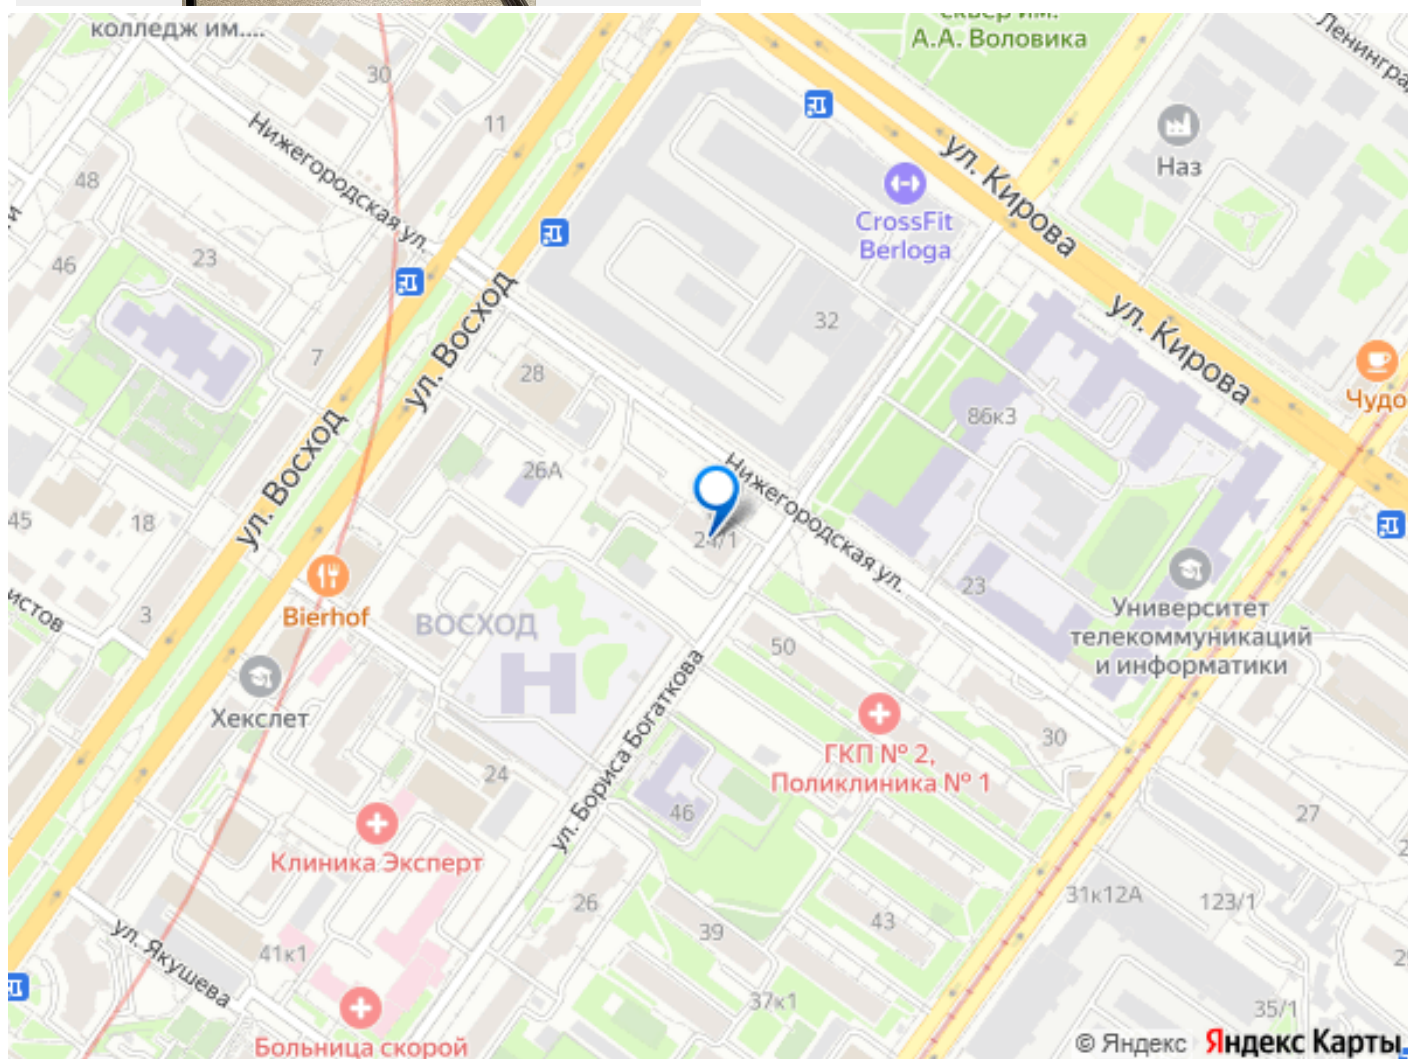 колледж им....
А.А. Воловика
30
11
Нижегородская ул.
ул. Кирова
Наз
CrossFit
Berloga
48
23
46
ул. Восход
32
7
28
ул. Кирова
Чудо
86к3
ул. Восход
26А
Нижегородская ул.
45
18
24/1
Bierhof
3
ВОСХОД
23
Университет
телекоммуникаций
и информатики
50
Хекслет
ул. Бориса Богаткова
ГКП № 2,
Поликлиника № 1
30
24
46
27
Клиника Эксперт
26
39
43
31к12А
123/1
ул. Якушева
41к1
37к1
35/1
Больница скорой
© Яндекс Яндекс Карты